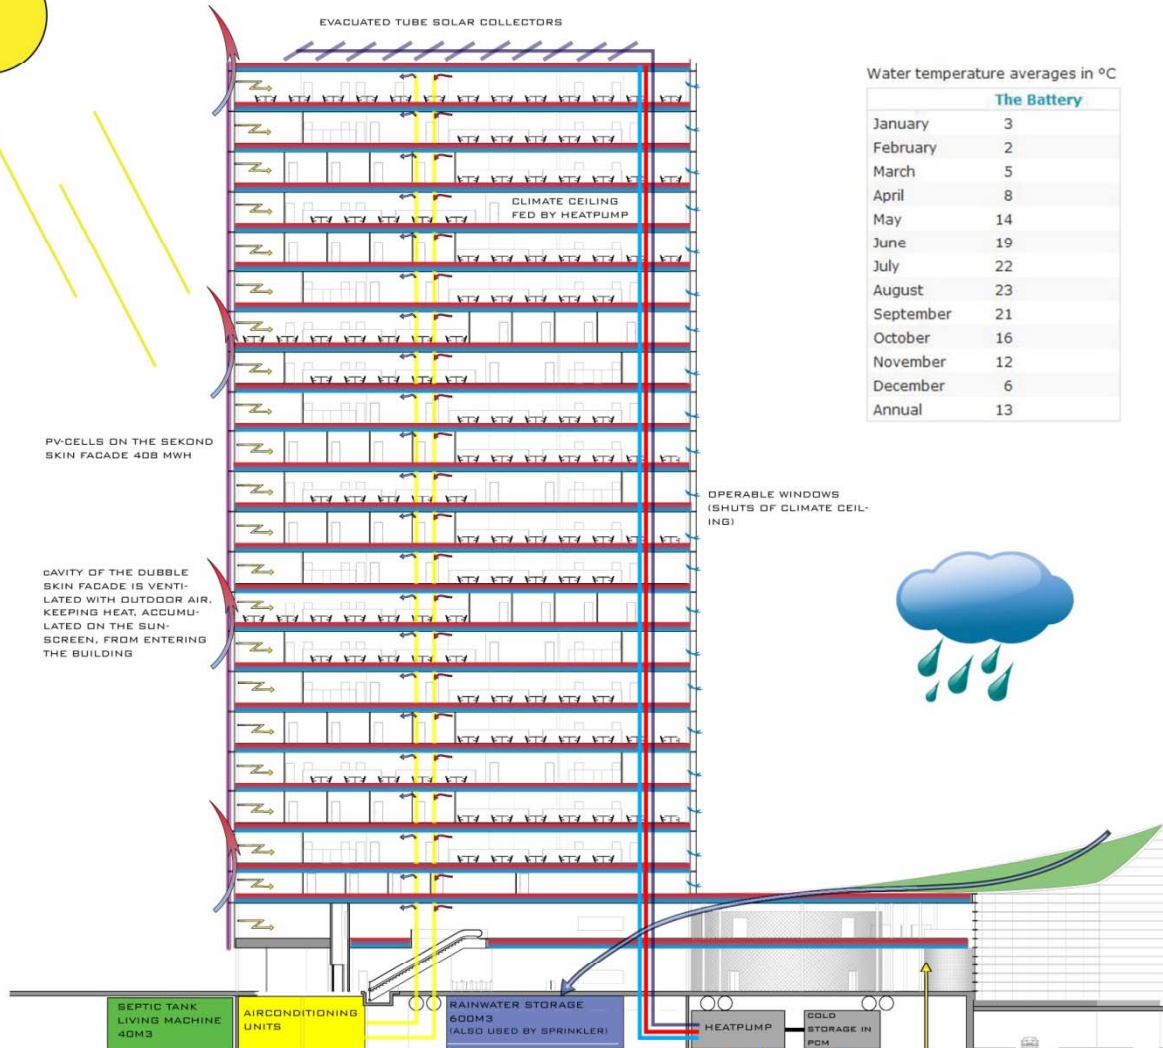 EVACUATED TUBE SOLAR COLLECTORS
Water temperature averages in °C
The Battery
January 3
February 2
March 5
April 8
May 14
June 19
July 22
August 23
September 21
October 16
November 12
December 6
Annual 13
CLIMATE CEILING
FED BY HEATPUMP
PV-CELLS ON THE SEKOND
SKIN FACADE 408 MWH
OPERABLE WINDOWS
(SHUTS OF CLIMATE CEIL-
ING)
CAVITY OF THE DUBBLE
SKIN FACADE IS VENTI-
LATED WITH OUTDOOR AIR,
KEEPING HEAT, ACCUMU-
LATED ON THE SUN-
SCREEN, FROM ENTERING
THE BUILDING
SEPTIC TANK
LIVING MACHINE
40M3
AIRCONDITIONING
UNITS
RAINWATER STORAGE
600M3
(ALSO USED BY SPRINKLER)
HEATPUMP
COLD
STORAGE IN
PCM